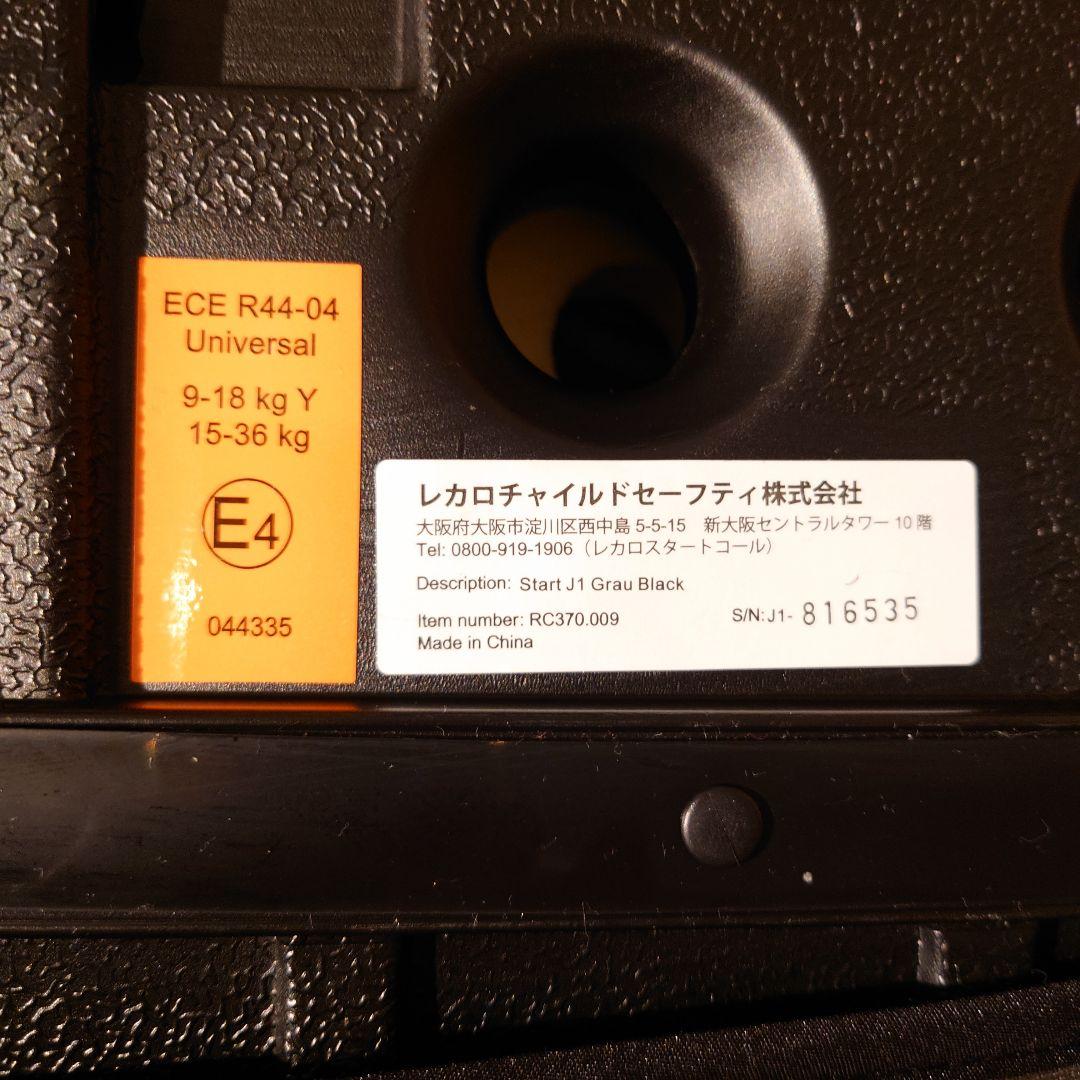 ECE R44-04
Universal
9-18 kg Y
15-36 kg
E4
044335
レカロチャイルドセーフティ株式会社
大阪府大阪市淀川区西中島 5-5-15 新大阪セントラルタワー 10 階
Tel: 0800-919-1906（レカロスタートコール）
Description: Start J1 Grau Black
Item number: RC370.009 S/N: J1- 816535
Made in China